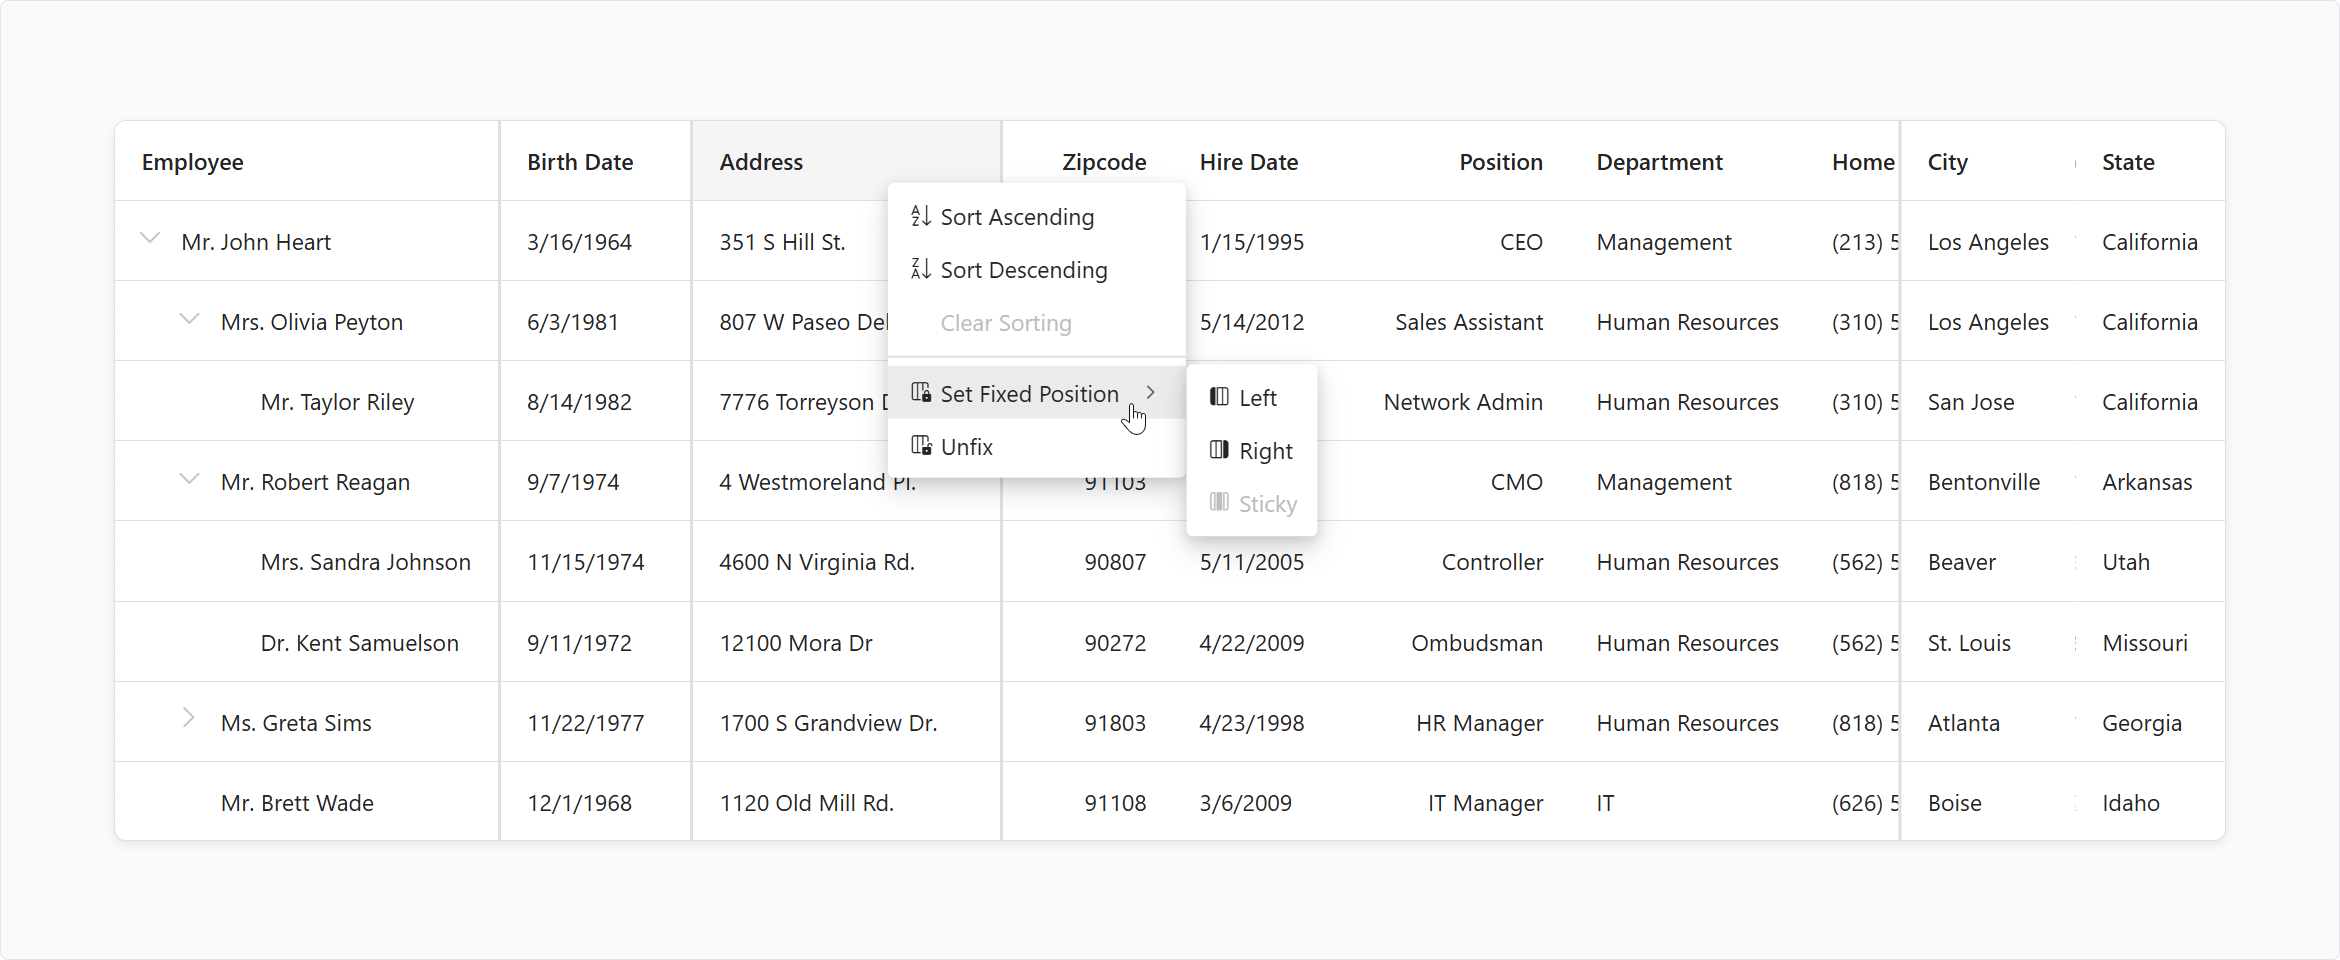 Employee Birth Date Address Zipcode Hire Date Position Department Home City State
Mr. John Heart 3/16/1964 351 S Hill St. 1/15/1995 CEO Management (213) 5 Los Angeles California
Mrs. Olivia Peyton 6/3/1981 807 W Paseo Del 5/14/2012 Sales Assistant Human Resources (310) 5 Los Angeles California
Mr. Taylor Riley 8/14/1982 7776 Torreyson Network Admin Human Resources (310) 5 San Jose California
Mr. Robert Reagan 9/7/1974 4 Westmoreland Pl. 91103 CMO Management (818) 5 Bentonville Arkansas
Mrs. Sandra Johnson 11/15/1974 4600 N Virginia Rd. 90807 5/11/2005 Controller Human Resources (562) 5 Beaver Utah
Dr. Kent Samuelson 9/11/1972 12100 Mora Dr 90272 4/22/2009 Ombudsman Human Resources (562) 5 St. Louis Missouri
Ms. Greta Sims 11/22/1977 1700 S Grandview Dr. 91803 4/23/1998 HR Manager Human Resources (818) 5 Atlanta Georgia
Mr. Brett Wade 12/1/1968 1120 Old Mill Rd. 91108 3/6/2009 IT Manager IT (626) 5 Boise Idaho
Sort Ascending
Sort Descending
Clear Sorting
Set Fixed Position
Unfix
Left
Right
Sticky